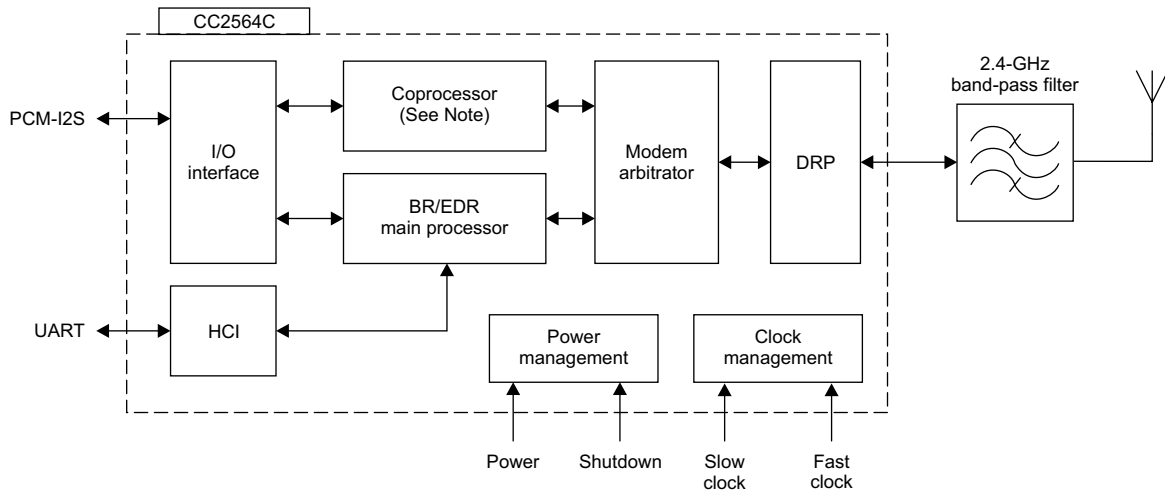 CC2564C
2.4-GHz
band-pass filter
PCM-I2S
I/O
interface
Coprocessor
(See Note)
BR/EDR
main processor
Modem
arbitrator
DRP
UART
HCI
Power
management
Clock
management
Power
Shutdown
Slow
clock
Fast
clock